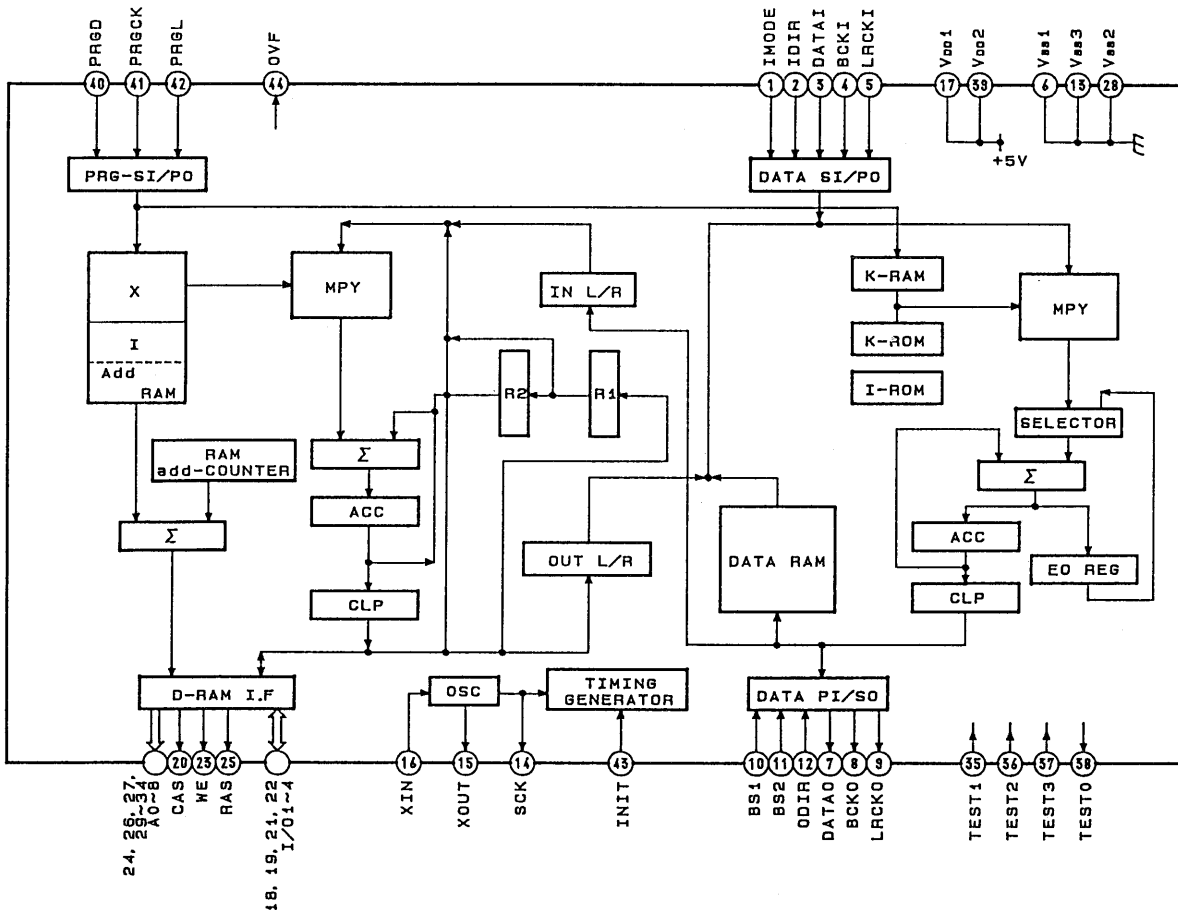 PRGD
PRGCK
PRGL
OVF
IMODE
IDIR
DATAI
BCKI
LRCKI
VDD1
VDD2
VSS1
VSS3
VSS2
40
41
42
44
1
2
3
4
5
17
39
6
13
28
+5V
PRG-SI/PO
DATA SI/PO
X
I
Add
RAM
MPY
IN L/R
K-RAM
K-ROM
I-ROM
MPY
R2
R1
SELECTOR
RAM
add-COUNTER
Σ
Σ
Σ
ACC
ACC
OUT L/R
DATA RAM
EO REG
CLP
CLP
D-RAM I.F
OSC
TIMING
GENERATOR
DATA PI/SO
20
23
25
16
15
14
43
10
11
12
7
8
9
35
36
37
38
24, 26, 27,
29~34
A0~8
CAS
WE
RAS
18, 19, 21, 22
I/O1~4
XIN
XOUT
SCK
INIT
BS1
BS2
ODIR
DATAO
BCKO
LRCKO
TEST1
TEST2
TEST3
TESTO